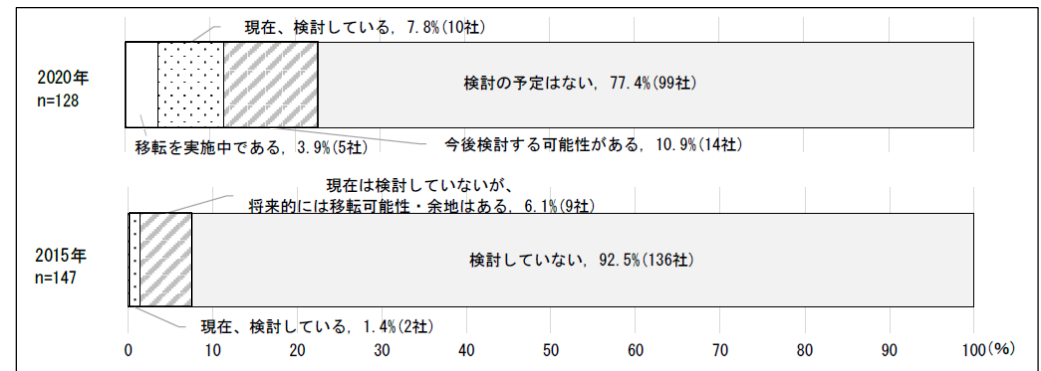 現在、検討している, 7.8%(10社)
2020年
n=128
検討の予定はない, 77.4%(99社)
移転を実施中である, 3.9%(5社)
今後検討する可能性がある, 10.9%(14社)
現在は検討していないが、
将来的には移転可能性・余地はある, 6.1%(9社)
2015年
n=147
検討していない, 92.5%(136社)
現在、検討している, 1.4%(2社)
0 10 20 30 40 50 60 70 80 90 100(%)